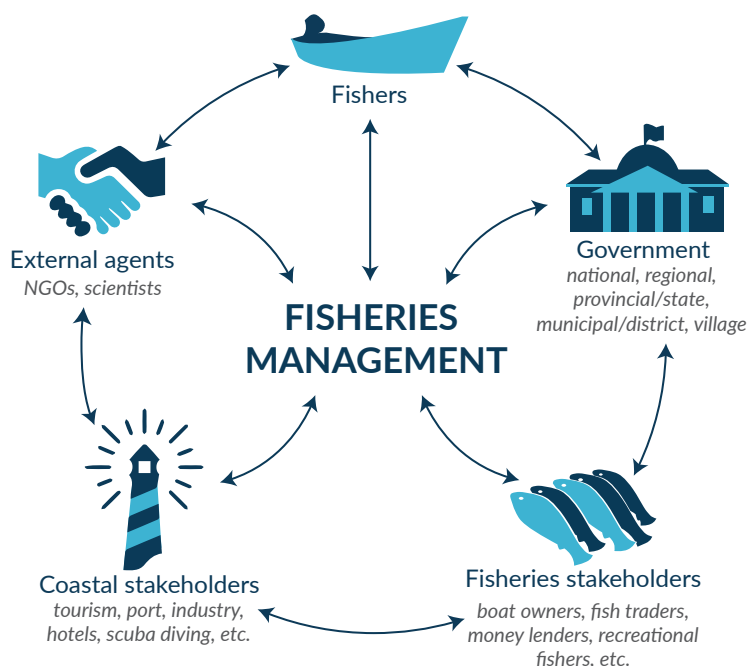 Fishers
External agents
NGOs, scientists
Government
national, regional,
provincial/state,
municipal/district, village
FISHERIES
MANAGEMENT
Coastal stakeholders
tourism, port, industry,
hotels, scuba diving, etc.
Fisheries stakeholders
boat owners, fish traders,
money lenders, recreational
fishers, etc.